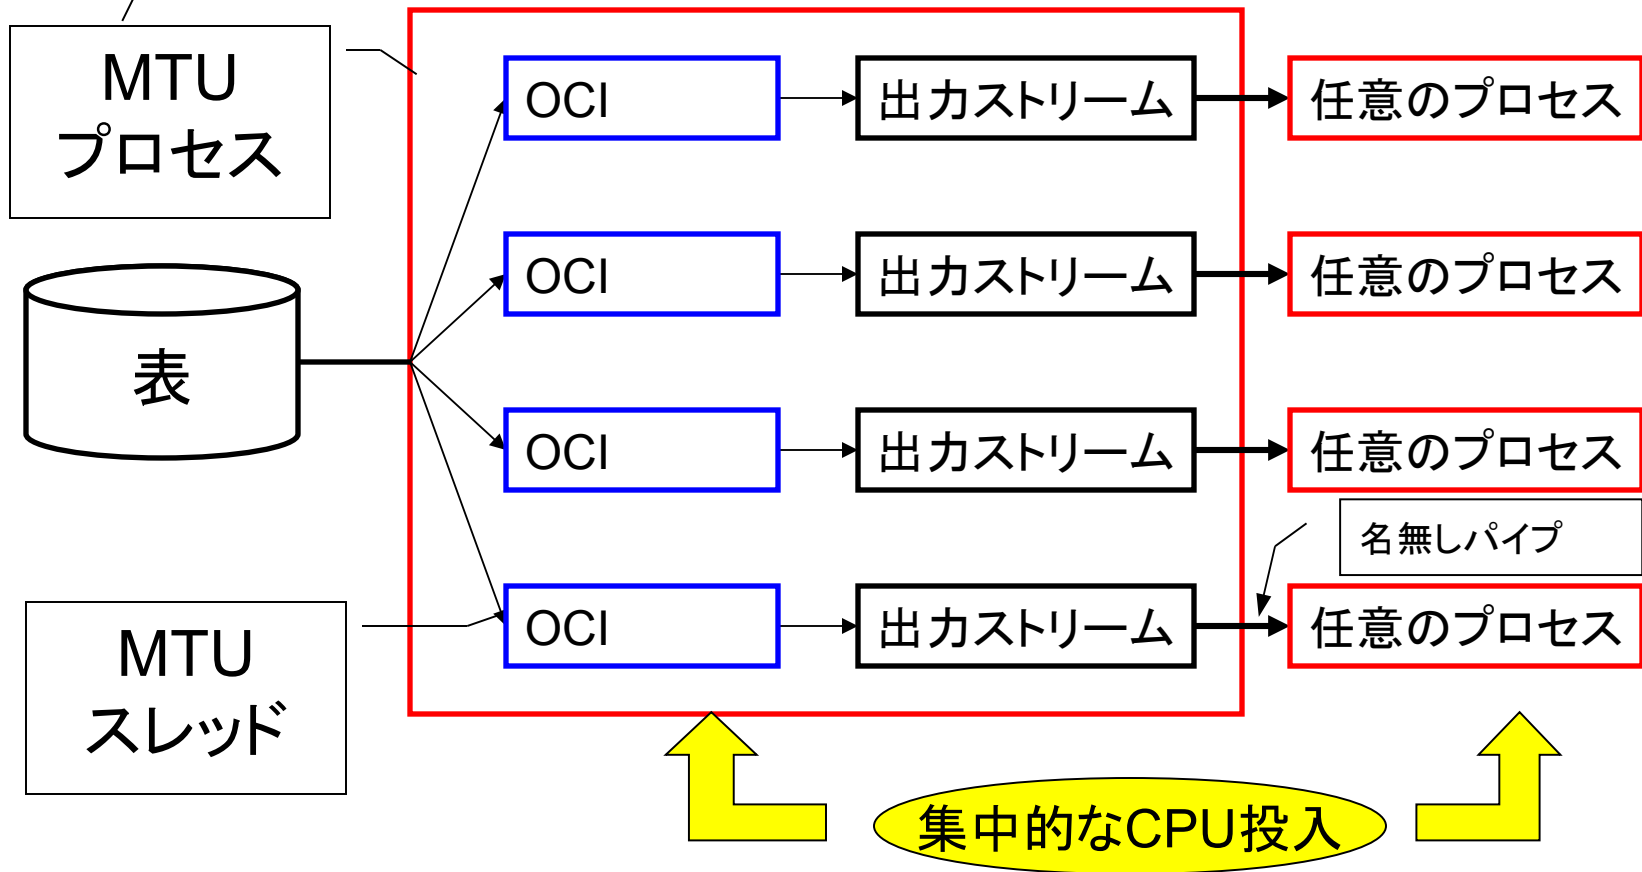 MTU
プロセス
OCI
出力ストリーム
任意のプロセス
OCI
出力ストリーム
任意のプロセス
表
OCI
出力ストリーム
任意のプロセス
名無しパイプ
OCI
出力ストリーム
任意のプロセス
MTU
スレッド
集中的なCPU投入